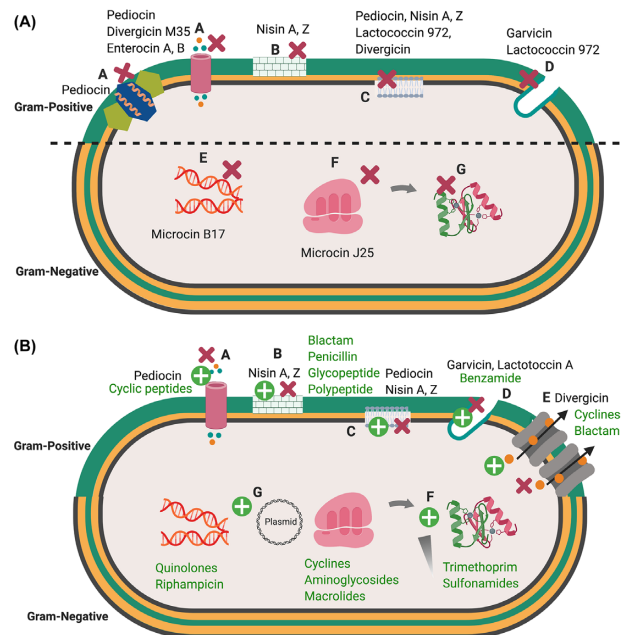 (A)
Pediocin
Divergicin M35
Enterocin A, B
A
Nisin A, Z
B
Pediocin, Nisin A, Z
Lactococcin 972,
Divergicin
C
Garvicin
Lactococcin 972
D
A
Pediocin
Gram-Positive
E
Microcin B17
F
Microcin J25
G
Gram-Negative
(B)
A
Pediocin
Cyclic peptides
B
Nisin A, Z
Blactam
Penicillin
Glycopeptide
Polypeptide
Pediocin
Nisin A, Z
C
Garvicin, Lactotoccin A
Benzamide
D
E Divergicin
Cyclines
Blactam
Gram-Positive
G
Plasmid
F
Quinolones
Riphampicin
Cyclines
Aminoglycosides
Macrolides
Trimethoprim
Sulfonamides
Gram-Negative